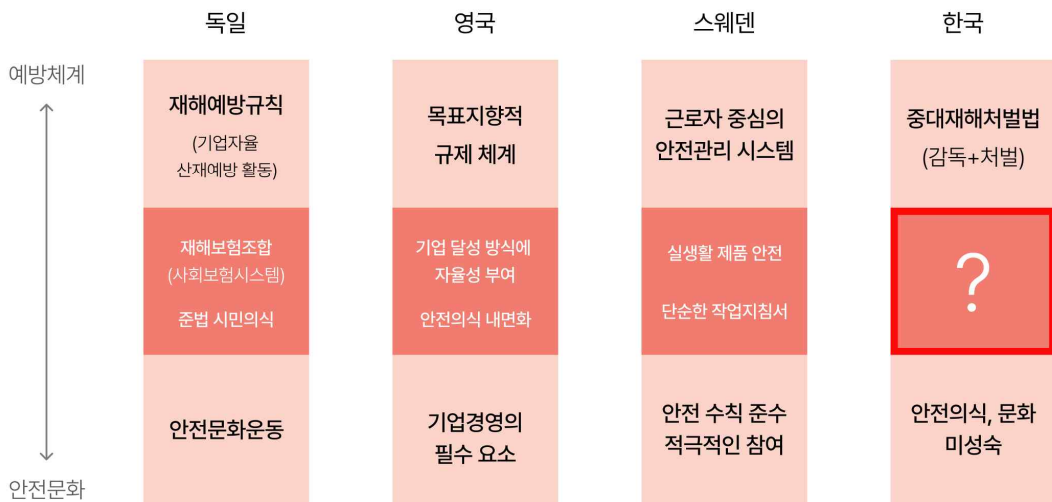 독일
영국
스웨덴
한국
예방체계
안전문화
재해예방규칙
(기업자율
산재예방 활동)
재해보험조합
(사회보험시스템)
준법 시민의식
안전문화운동
목표지향적
규제 체계
기업 달성 방식에
자율성 부여
안전의식 내면화
기업경영의
필수 요소
근로자 중심의
안전관리 시스템
실생활 제품 안전
단순한 작업지침서
안전 수칙 준수
적극적인 참여
중대재해처벌법
(감독+처벌)
?
안전의식, 문화
미성숙